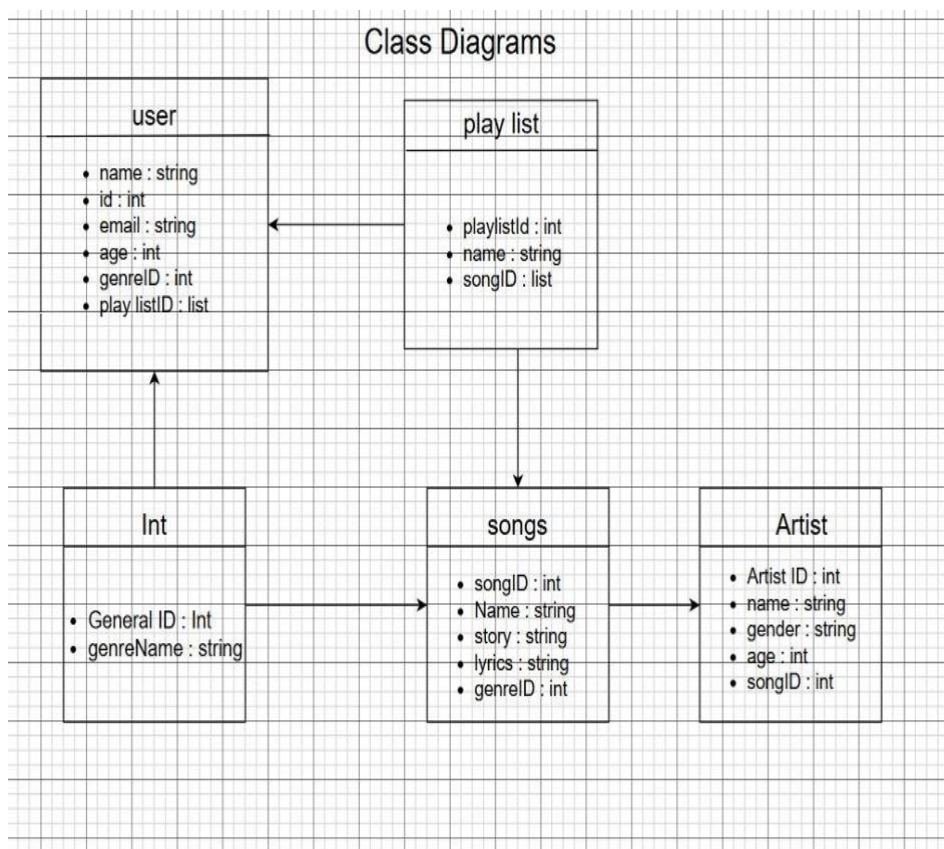 Class Diagrams
user
name : string
id : int
email : string
age : int
genreID : int
play listID : list
play list
playlistId : int
name : string
songID : list
Int
General ID : Int
genreName : string
songs
songID : int
Name : string
story : string
lyrics : string
genreID : int
Artist
Artist ID : int
name : string
gender : string
age : int
songID : int